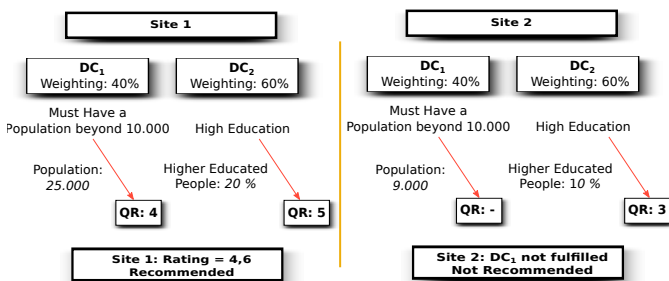 Site 1
DC1
Weighting: 40%
DC2
Weighting: 60%
Must Have a
Population beyond 10.000
High Education
Population:
25.000
Higher Educated
People: 20 %
QR: 4
QR: 5
Site 1: Rating = 4,6
Recommended
Site 2
DC1
Weighting: 40%
DC2
Weighting: 60%
Must Have a
Population beyond 10.000
High Education
Population:
9.000
Higher Educated
People: 10 %
QR: -
QR: 3
Site 2: DC1 not fulfilled
Not Recommended